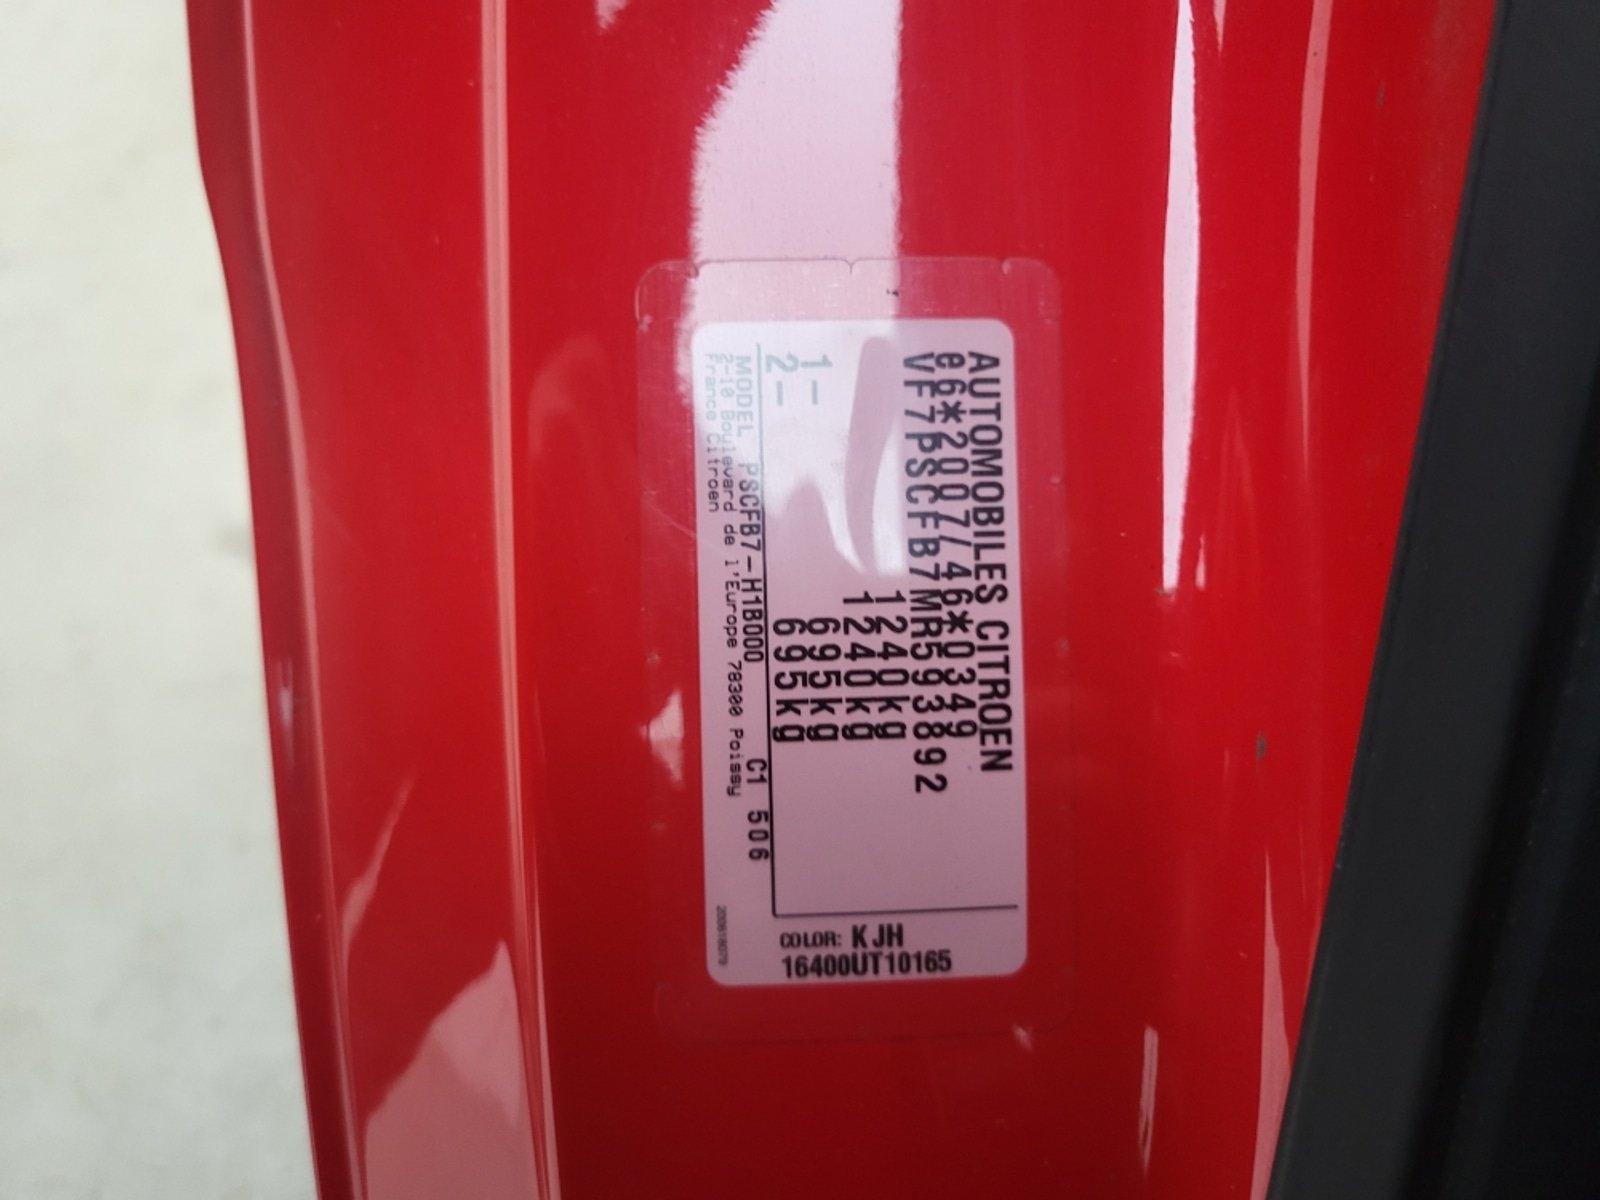 AUTOMOBILES CITROEN
e6*2007/46*0349
VF7PSCFB7MR593892
1240kg
1240kg
1- 695kg
2- 695kg
MODEL PSCFB7-H1B000 C1 506
2-10 Boulevard de l'Europe 78300 Poissy
France Citroen
COLOR: KJH
16400UT10165